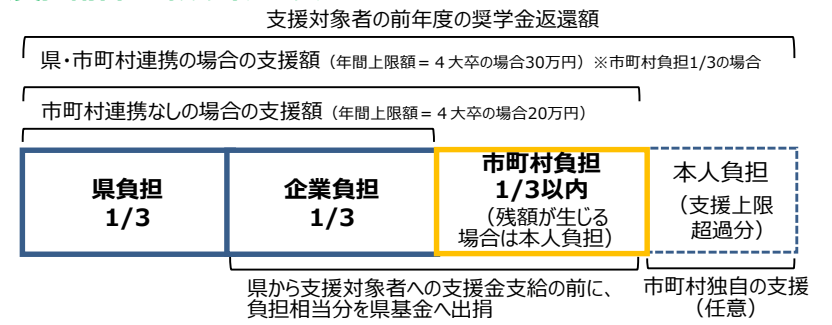 支援対象者の前年度の奨学金返還額
県・市町村連携の場合の支援額（年間上限額＝４大卒の場合30万円）※市町村負担1/3の場合
市町村連携なしの場合の支援額（年間上限額＝４大卒の場合20万円）
県負担
1/3
企業負担
1/3
市町村負担
1/3以内
（残額が生じる
場合は本人負担）
本人負担
（支援上限
超過分）
県から支援対象者への支援金支給の前に、
負担相当分を県基金へ出捐
市町村独自の支援
（任意）